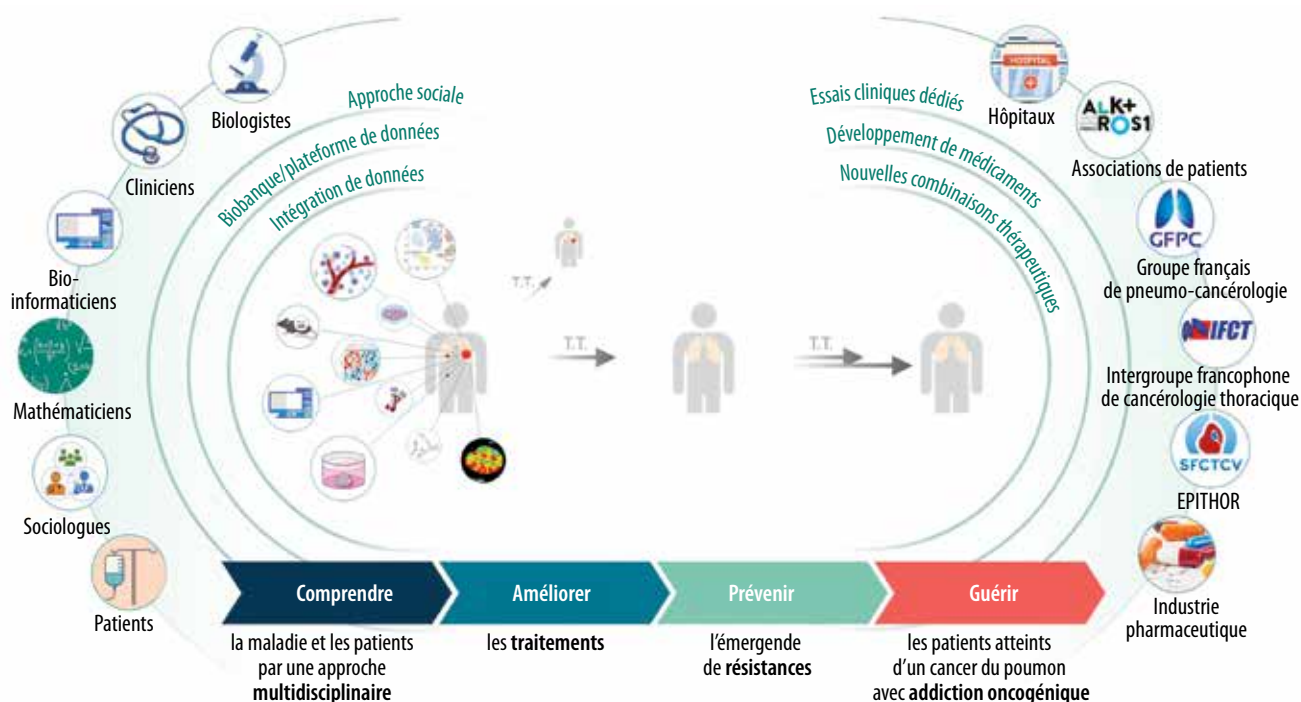 Biologistes
Cliniciens
Bio-
informaticiens
Mathématiciens
Sociologues
Patients
Approche sociale
Biobanque/plateforme de données
Intégration de données
T.T.
T.T.
T.T.
Essais cliniques dédiés
Développement de médicaments
Nouvelles combinaisons thérapeutiques
HOSPITAL
Hôpitaux
ALK+
ROS1
Associations de patients
GFPC
Groupe français
de pneumo-cancérologie
IFCT
Intergroupe francophone
de cancérologie thoracique
SFCTCV
EPITHOR
Industrie
pharmaceutique
Comprendre
la maladie et les patients
par une approche
multidisciplinaire
Améliorer
les traitements
Prévenir
l'émergende
de résistances
Guérir
les patients atteints
d'un cancer du poumon
avec addiction oncogénique